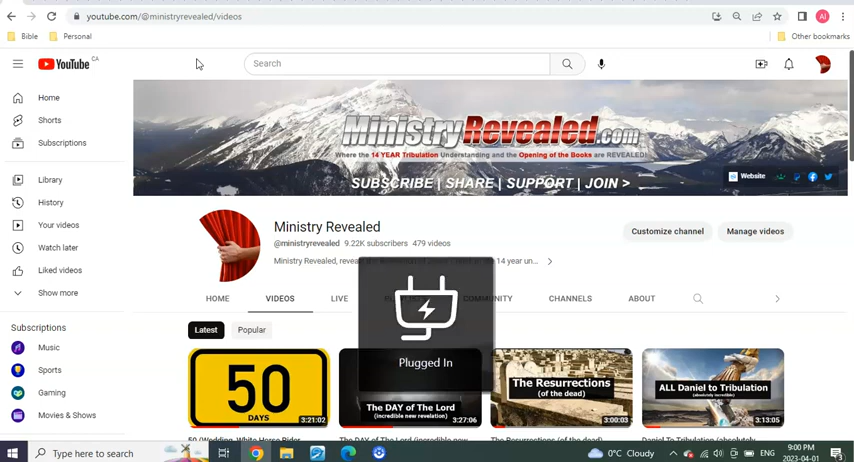 youtube.com/@ministryrevealed/videos
Bible
Personal
Other bookmarks
YouTube CA
Search
Home
Shorts
Subscriptions
Library
History
Your videos
Watch later
Liked videos
Show more
Subscriptions
Music
Sports
Gaming
Movies & Shows
MinistryRevealed.com
Where the 14 YEAR Tribulation Understanding and the Opening of the Books are REVEALED!
SUBSCRIBE | SHARE | SUPPORT | JOIN >
Website
Ministry Revealed
@ministryrevealed 9.22K subscribers 479 videos
Customize channel
Manage videos
HOME
VIDEOS
LIVE
COMMUNITY
CHANNELS
ABOUT
Plugged In
Latest
Popular
50
DAYS
3:21:02
The DAY of The Lord
(incredible new revelation)
3:27:06
The Resurrections
(of the dead)
3:00:03
ALL Daniel to Tribulation
(absolutely incredible)
3:13:05
Type here to search
0°C Cloudy
ENG
9:00 PM
2023-04-01